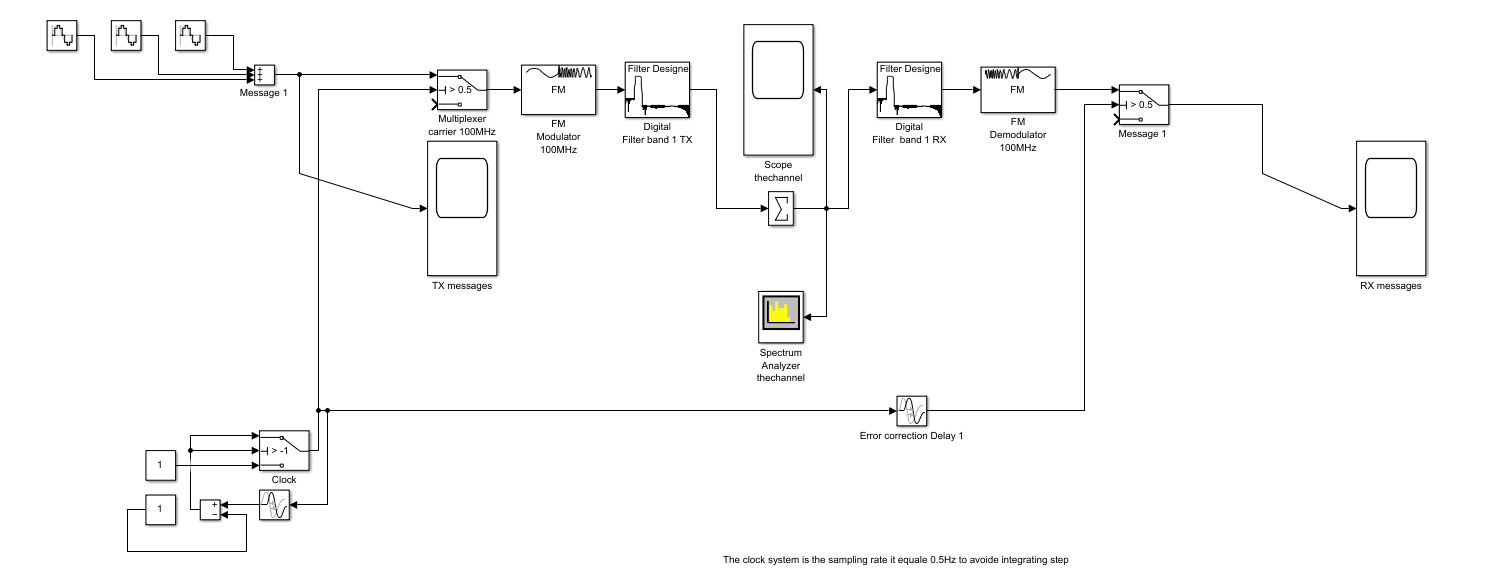 Message 1
> 0.5
Multiplexer
carrier 100MHz
FM
FM
Modulator
100MHz
Filter Designe
Digital
Filter band 1 TX
Scope
thechannel
Filter Designe
Digital
Filter  band 1 RX
FM
FM
Demodulator
100MHz
> 0.5
Message 1
TX messages
RX messages
Spectrum
Analyzer
thechannel
Error correction Delay 1
1
> -1
Clock
1
The clock system is the sampling rate it equale 0.5Hz to avoide integrating step